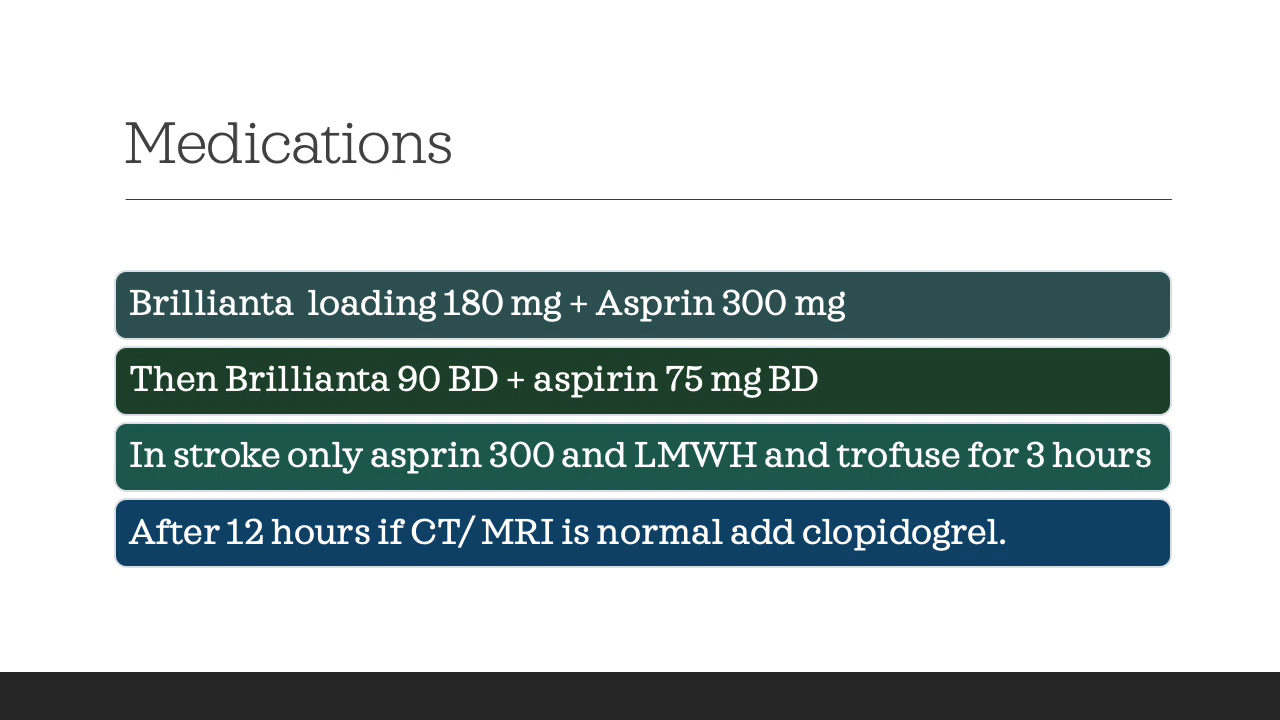 Medications
Brillianta loading 180 mg + Asprin 300 mg
Then Brillianta 90 BD + aspirin 75 mg BD
In stroke only asprin 300 and LMWH and trofuse for 3 hours
After 12 hours if CT/ MRI is normal add clopidogrel.